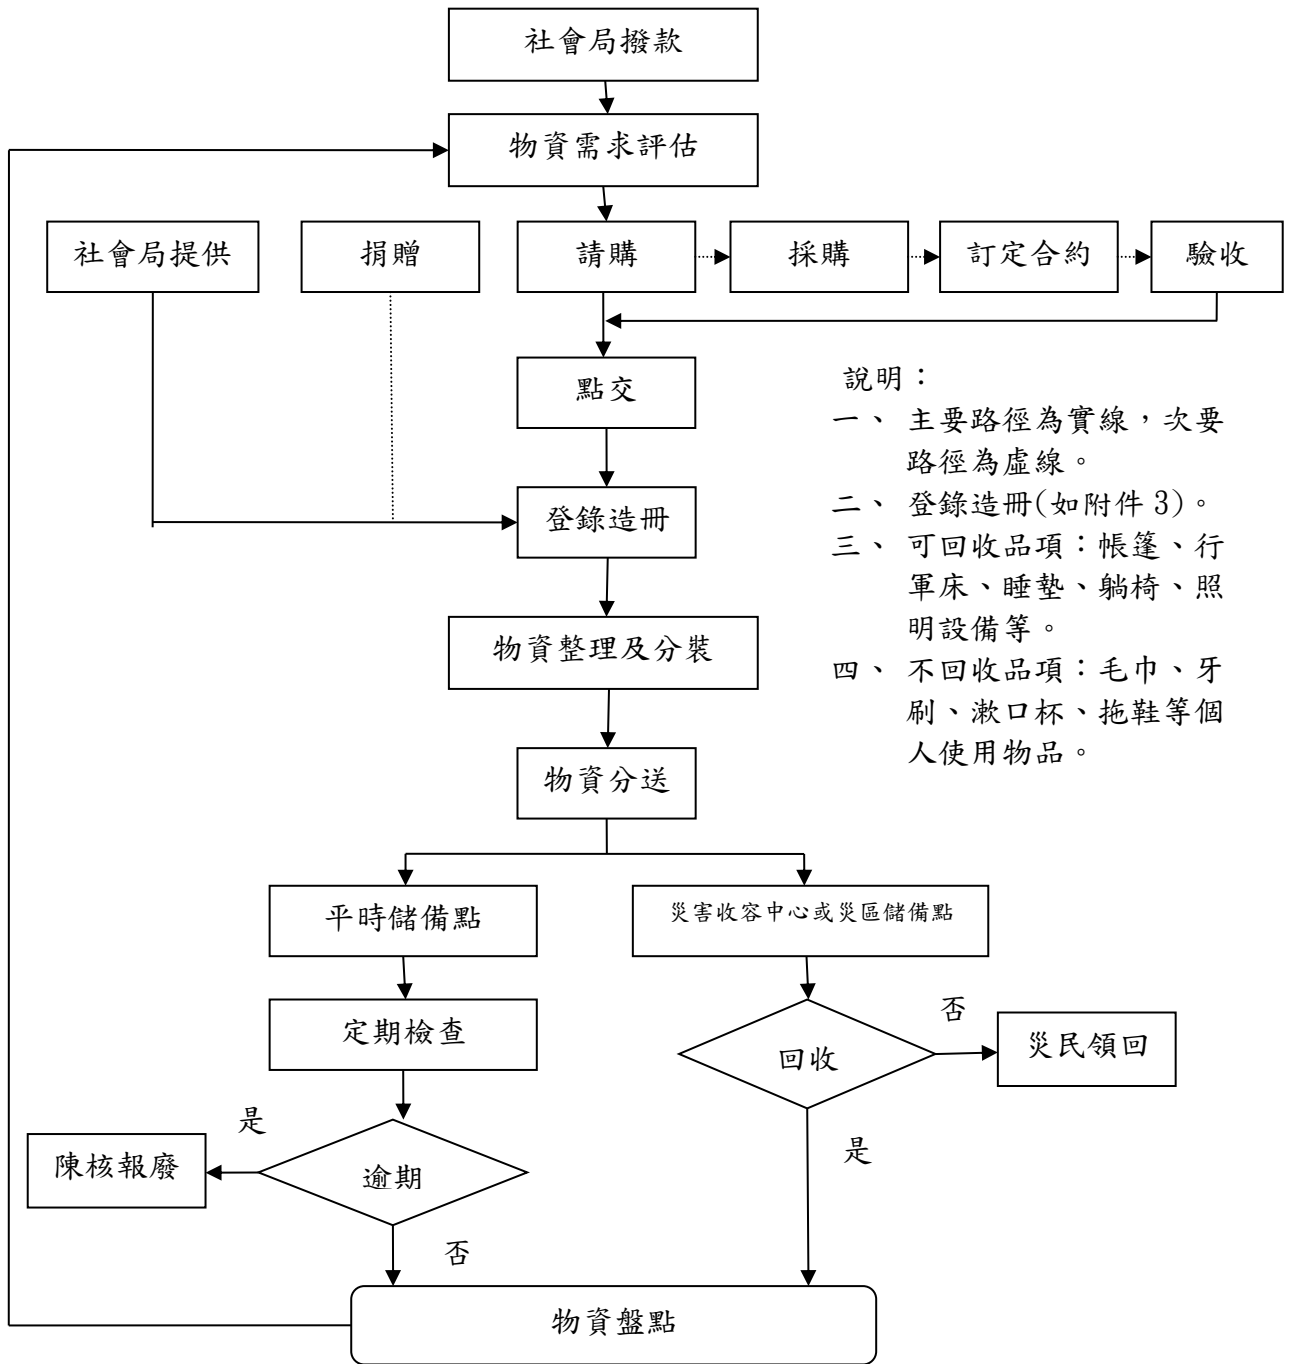 社會局撥款
物資需求評估
社會局提供
捐贈
請購
採購
訂定合約
驗收
點交
說明：
一、 主要路徑為實線，次要
路徑為虛線。
二、 登錄造冊(如附件 3)。
三、 可回收品項：帳篷、行
軍床、睡墊、躺椅、照
明設備等。
四、 不回收品項：毛巾、牙
刷、漱口杯、拖鞋等個
人使用物品。
登錄造冊
物資整理及分裝
物資分送
平時儲備點
災害收容中心或災區儲備點
定期檢查
回收
否
災民領回
是
陳核報廢
逾期
是
否
物資盤點